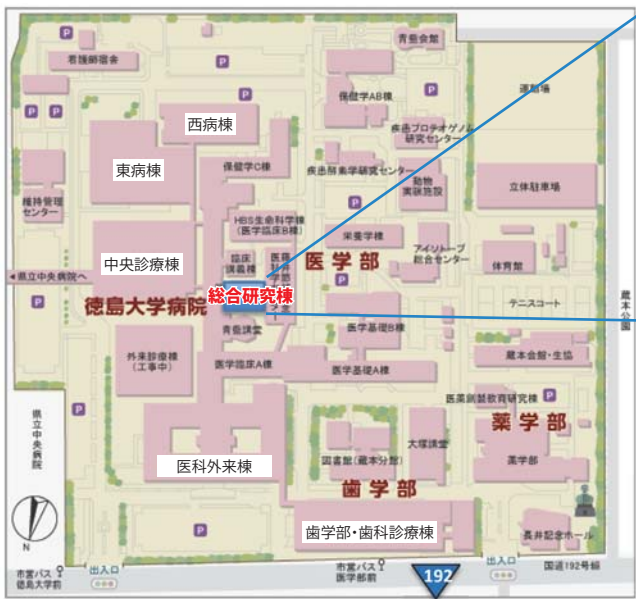 P
青藍会館
看護師宿舎
P
運動場
P
P
保健学AB棟
P
P
西病棟
疾患プロテオゲノム
研究センター
東病棟
保健学C棟
疾患酵素学研究センター
動物
実験施設
立体駐車場
維持管理
センター
P
HBS生命科学棟
(医学臨床B棟)
栄養学棟
アイソトープ
総合センター
中央診療棟
臨床
講義棟
医学部
体育館
◀県立中央病院へ
総合研究棟
P
P
徳島大学病院
テニスコート
蔵本公園
青藍講堂
医学基礎B棟
外来診療棟
(工事中)
医学臨床A棟
医学基礎A棟
蔵本会館・生協
P
P
薬学部
県立中央病院
大塚講堂
医科外来棟
図書館(蔵本分館)
薬学部
歯学部
P
歯学部・歯科診療棟
長井記念ホール
N
市営バス
徳島大学前
出入口
市営バス
医学部前
192
出入口
国道192号線